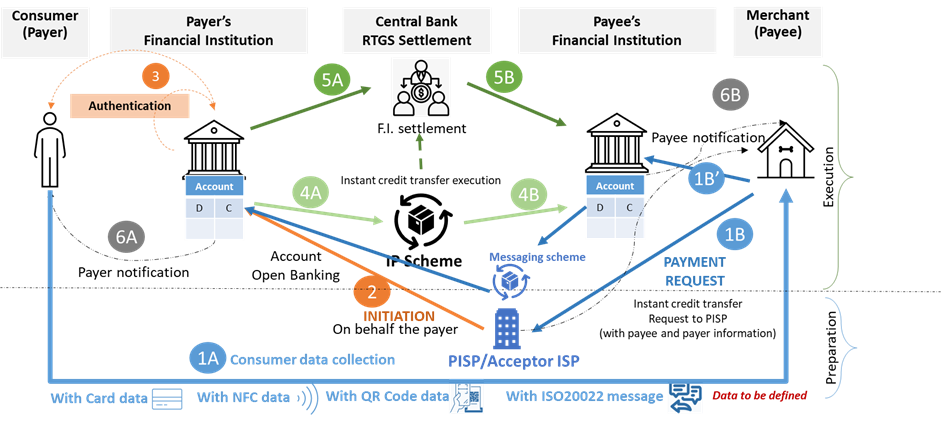 Consumer
(Payer)
Payer's
Financial Institution
Central Bank
RTGS Settlement
Payee's
Financial Institution
Merchant
(Payee)
3
Authentication
5A
5B
6B
F.I. settlement
Payee notification
Account
D C
Instant credit transfer execution
4A
4B
Account
D C
1B'
6A
IP Scheme
Messaging scheme
1B
Payer notification
Account
Open Banking
PAYMENT
REQUEST
2
INITIATION
On behalf the payer
Instant credit transfer
Request to PISP
(with payee and payer information)
PISP/Acceptor ISP
1A Consumer data collection
Execution
Preparation
With Card data
With NFC data
With QR Code data
With ISO20022 message
Data to be defined